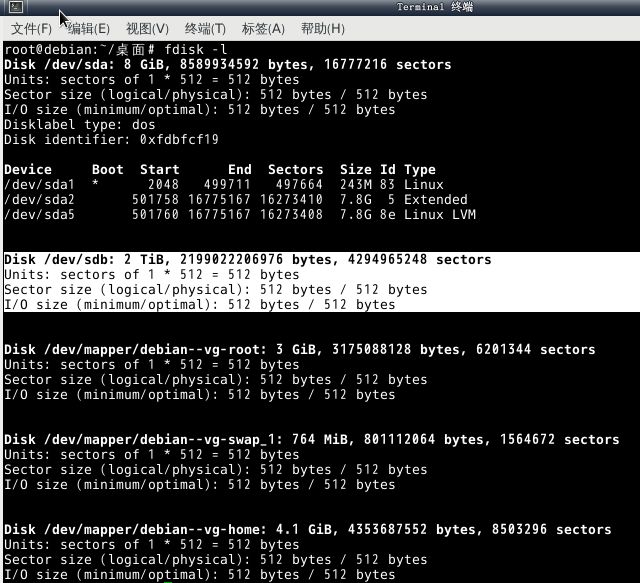 Terminal 终端
文件(F) 编辑(E) 视图(V) 终端(T) 标签(A) 帮助(H)
root@debian:~/桌面# fdisk -l
Disk /dev/sda: 8 GiB, 8589934592 bytes, 16777216 sectors
Units: sectors of 1 * 512 = 512 bytes
Sector size (logical/physical): 512 bytes / 512 bytes
I/O size (minimum/optimal): 512 bytes / 512 bytes
Disklabel type: dos
Disk identifier: 0xfdbfcf19
Device     Boot  Start      End  Sectors  Size Id Type
/dev/sda1  *      2048   499711   497664  243M 83 Linux
/dev/sda2       501758 16775167 16273410  7.8G  5 Extended
/dev/sda5       501760 16775167 16273408  7.8G 8e Linux LVM
Disk /dev/sdb: 2 TiB, 2199022206976 bytes, 4294965248 sectors
Units: sectors of 1 * 512 = 512 bytes
Sector size (logical/physical): 512 bytes / 512 bytes
I/O size (minimum/optimal): 512 bytes / 512 bytes
Disk /dev/mapper/debian--vg-root: 3 GiB, 3175088128 bytes, 6201344 sectors
Units: sectors of 1 * 512 = 512 bytes
Sector size (logical/physical): 512 bytes / 512 bytes
I/O size (minimum/optimal): 512 bytes / 512 bytes
Disk /dev/mapper/debian--vg-swap_1: 764 MiB, 801112064 bytes, 1564672 sectors
Units: sectors of 1 * 512 = 512 bytes
Sector size (logical/physical): 512 bytes / 512 bytes
I/O size (minimum/optimal): 512 bytes / 512 bytes
Disk /dev/mapper/debian--vg-home: 4.1 GiB, 4353687552 bytes, 8503296 sectors
Units: sectors of 1 * 512 = 512 bytes
Sector size (logical/physical): 512 bytes / 512 bytes
I/O size (minimum/optimal): 512 bytes / 512 bytes